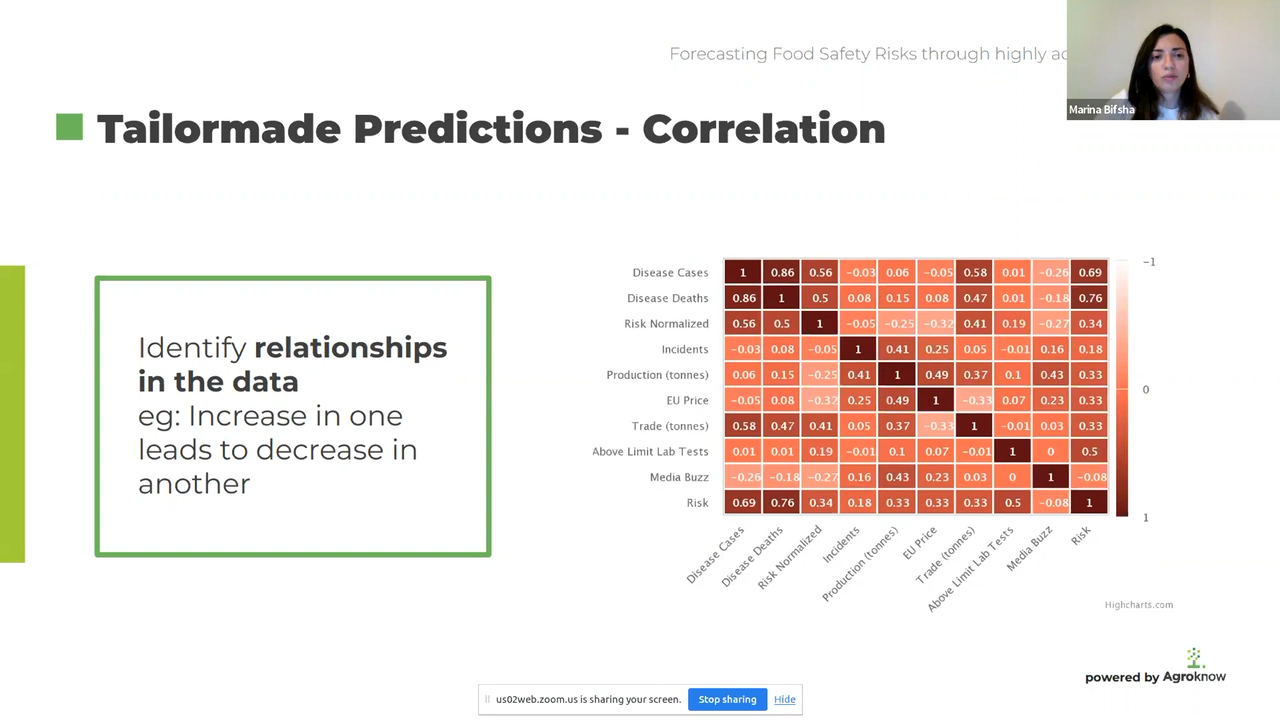 Forecasting Food Safety Risks through highly
Marina Bifsha
Tailormade Predictions - Correlation
Identify relationships
in the data
eg: Increase in one
leads to decrease in
another
Disease Cases 1 0.86 0.56 −0.03 0.06 −0.05 0.58 0.01 −0.26 0.69
Disease Deaths 0.86 1 0.5 0.08 0.15 0.08 0.47 0.01 −0.18 0.76
Risk Normalized 0.56 0.5 1 −0.05 −0.25 −0.32 0.41 0.19 −0.27 0.34
Incidents −0.03 0.08 −0.05 1 0.41 0.25 0.05 −0.01 0.16 0.18
Production (tonnes) 0.06 0.15 −0.25 0.41 1 0.49 0.37 0.1 0.43 0.33
EU Price −0.05 0.08 −0.32 0.25 0.49 1 −0.33 0.07 0.23 0.33
Trade (tonnes) 0.58 0.47 0.41 0.05 0.37 −0.33 1 −0.01 0.03 0.33
Above Limit Lab Tests 0.01 0.01 0.19 −0.01 0.1 0.07 −0.01 1 0 0.5
Media Buzz −0.26 −0.18 −0.27 0.16 0.43 0.23 0.03 0 1 −0.08
Risk 0.69 0.76 0.34 0.18 0.33 0.33 0.33 0.5 −0.08 1
Disease Cases
Disease Deaths
Risk Normalized
Incidents
Production (tonnes)
EU Price
Trade (tonnes)
Above Limit Lab Tests
Media Buzz
Risk
−1
0
1
Highcharts.com
powered by Agroknow
us02web.zoom.us is sharing your screen. Stop sharing Hide